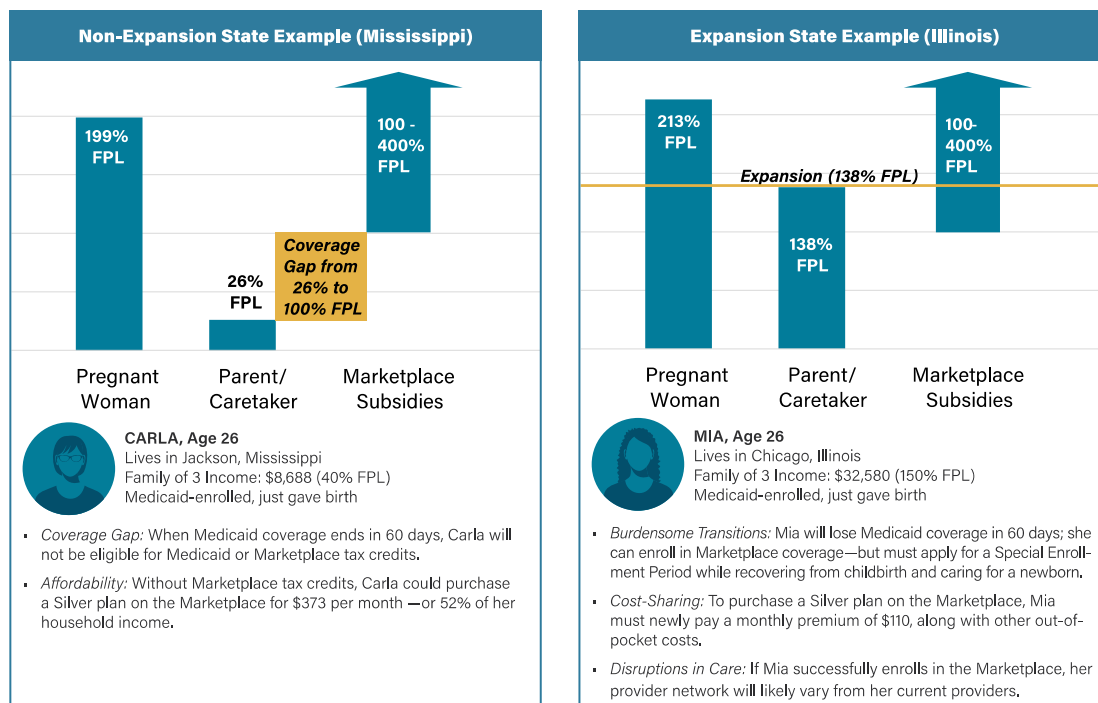 Non-Expansion State Example (Mississippi)
199%
FPL
26%
FPL
Coverage
Gap from
26% to
100% FPL
100 -
400%
FPL
Pregnant
Woman
Parent/
Caretaker
Marketplace
Subsidies
CARLA, Age 26
Lives in Jackson, Mississippi
Family of 3 Income: $8,688 (40% FPL)
Medicaid-enrolled, just gave birth
▪ Coverage Gap: When Medicaid coverage ends in 60 days, Carla will
not be eligible for Medicaid or Marketplace tax credits.
▪ Affordability: Without Marketplace tax credits, Carla could purchase
a Silver plan on the Marketplace for $373 per month —or 52% of her
household income.
Expansion State Example (Illinois)
213%
FPL
Expansion (138% FPL)
138%
FPL
100-
400%
FPL
Pregnant
Woman
Parent/
Caretaker
Marketplace
Subsidies
MIA, Age 26
Lives in Chicago, Illinois
Family of 3 Income: $32,580 (150% FPL)
Medicaid-enrolled, just gave birth
▪ Burdensome Transitions: Mia will lose Medicaid coverage in 60 days; she
can enroll in Marketplace coverage—but must apply for a Special Enroll-
ment Period while recovering from childbirth and caring for a newborn.
▪ Cost-Sharing: To purchase a Silver plan on the Marketplace, Mia
must newly pay a monthly premium of $110, along with other out-of-
pocket costs.
▪ Disruptions in Care: If Mia successfully enrolls in the Marketplace, her
provider network will likely vary from her current providers.